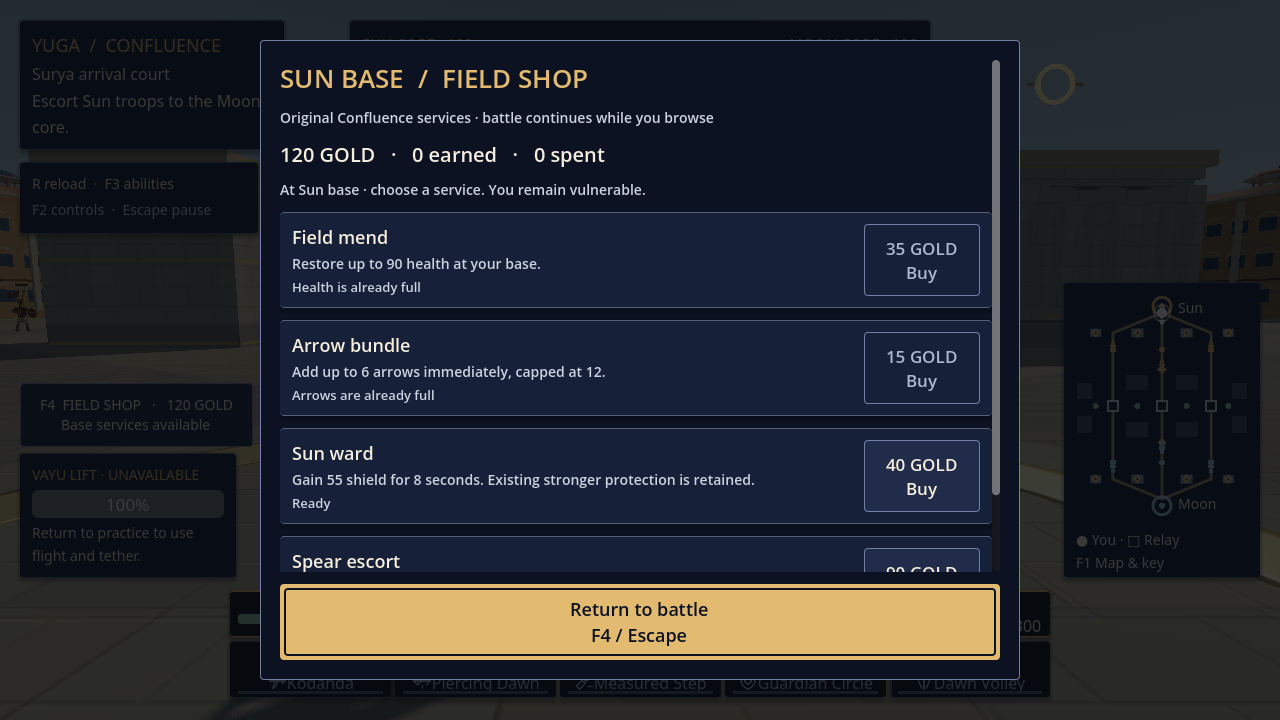 YUGA / CONFLUENCE
Surya arrival court
Escort Sun troops to the Moon
core.
R reload · F3 abilities
F2 controls · Escape pause
SUN BASE / FIELD SHOP
Original Confluence services · battle continues while you browse
120 GOLD · 0 earned · 0 spent
At Sun base · choose a service. You remain vulnerable.
Field mend
Restore up to 90 health at your base.
Health is already full
35 GOLD
Buy
Arrow bundle
Add up to 6 arrows immediately, capped at 12.
Arrows are already full
15 GOLD
Buy
Sun ward
Gain 55 shield for 8 seconds. Existing stronger protection is retained.
Ready
40 GOLD
Buy
Spear escort
90 GOLD
Return to battle
F4 / Escape
F4 FIELD SHOP · 120 GOLD
Base services available
VAYU LIFT · UNAVAILABLE
100%
Return to practice to use
flight and tether.
Sun
Moon
● You · □ Relay
F1 Map & key
Kodanda
Piercing Dawn
Measured Step
Guardian Circle
Dawn Volley